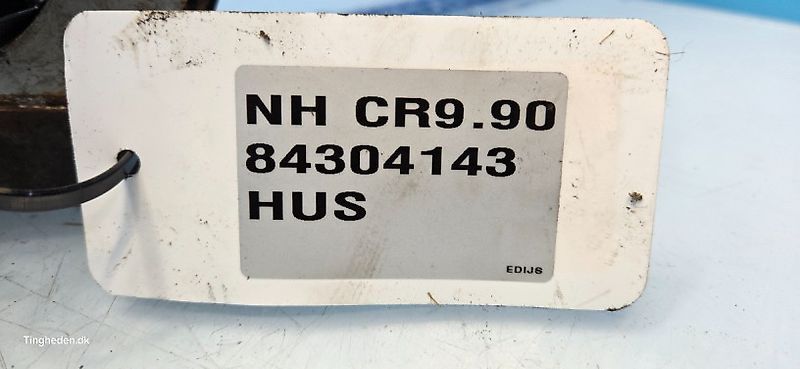 NH CR9.90
84304143
HUS
EDIJS
Tingheden.dk